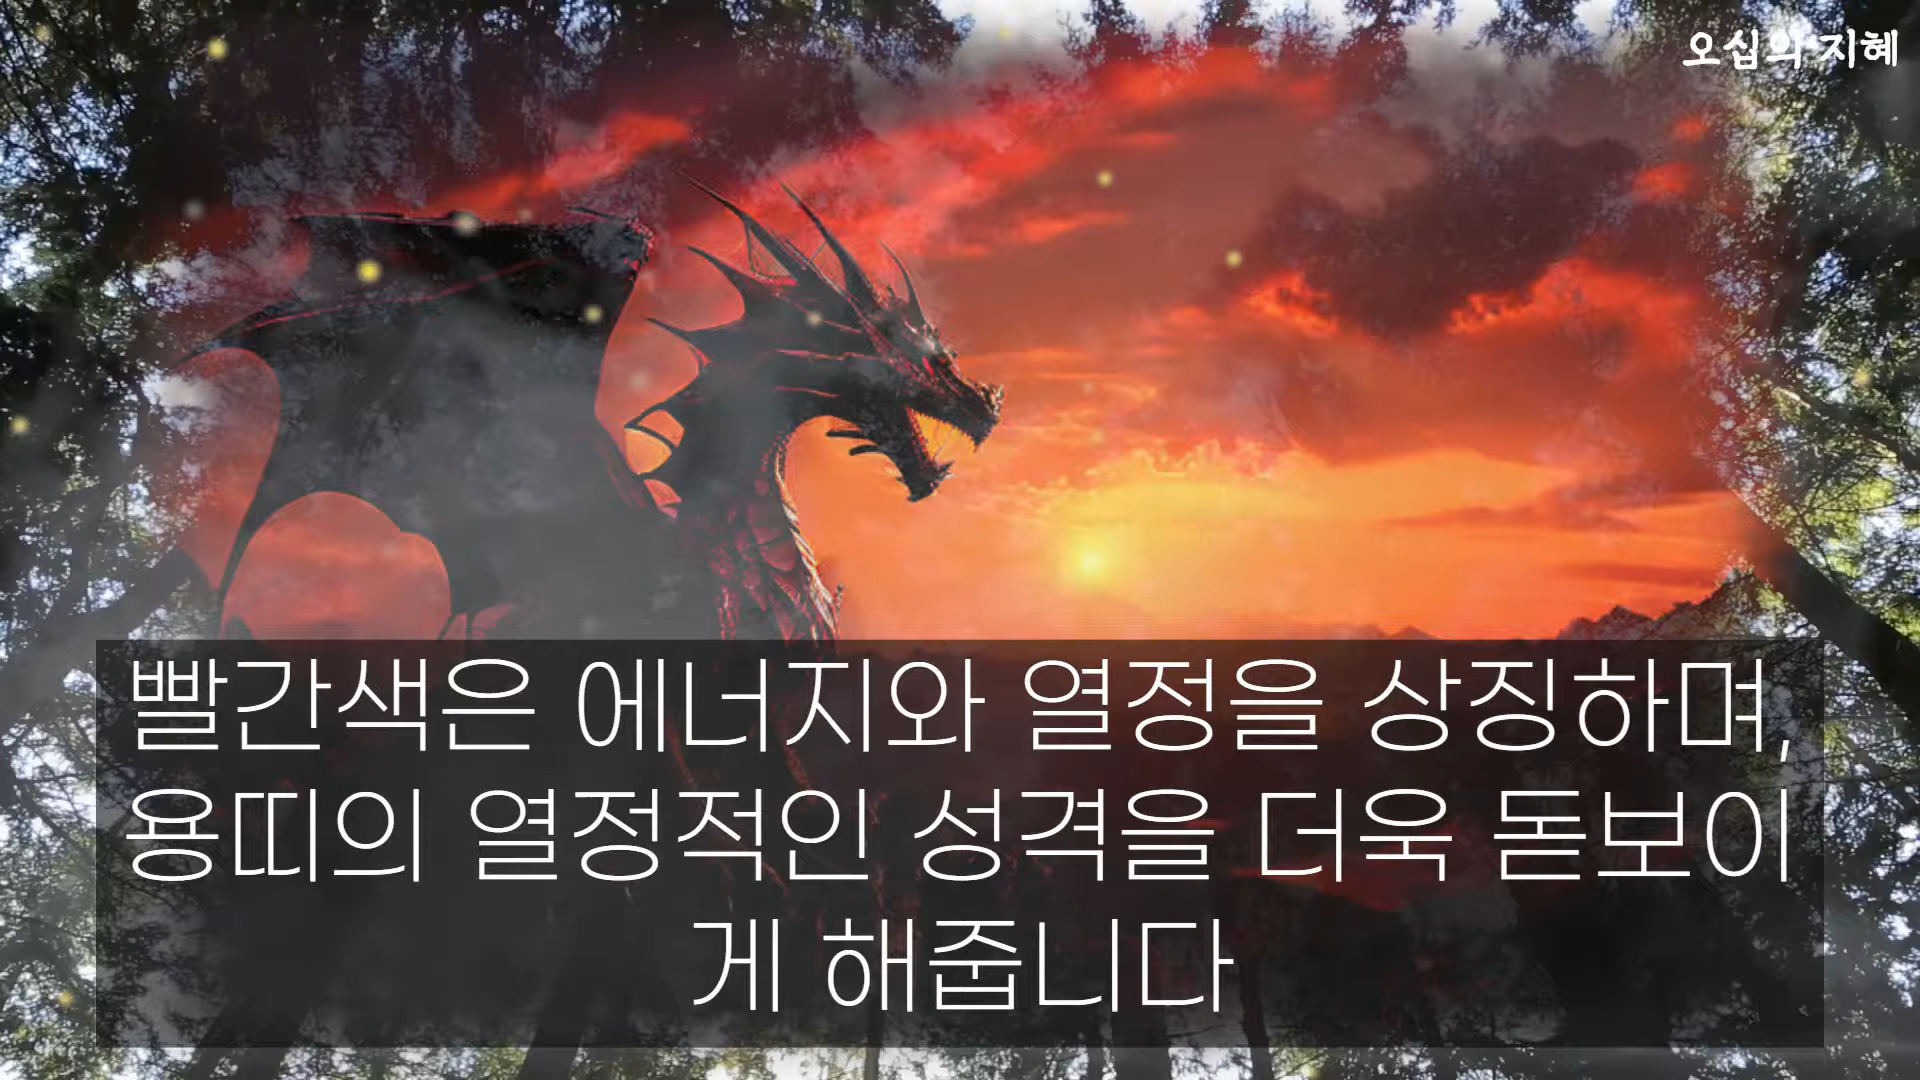 오십의 지혜
빨간색은 에너지와 열정을 상징하며,
용띠의 열정적인 성격을 더욱 돋보이
게 해줍니다